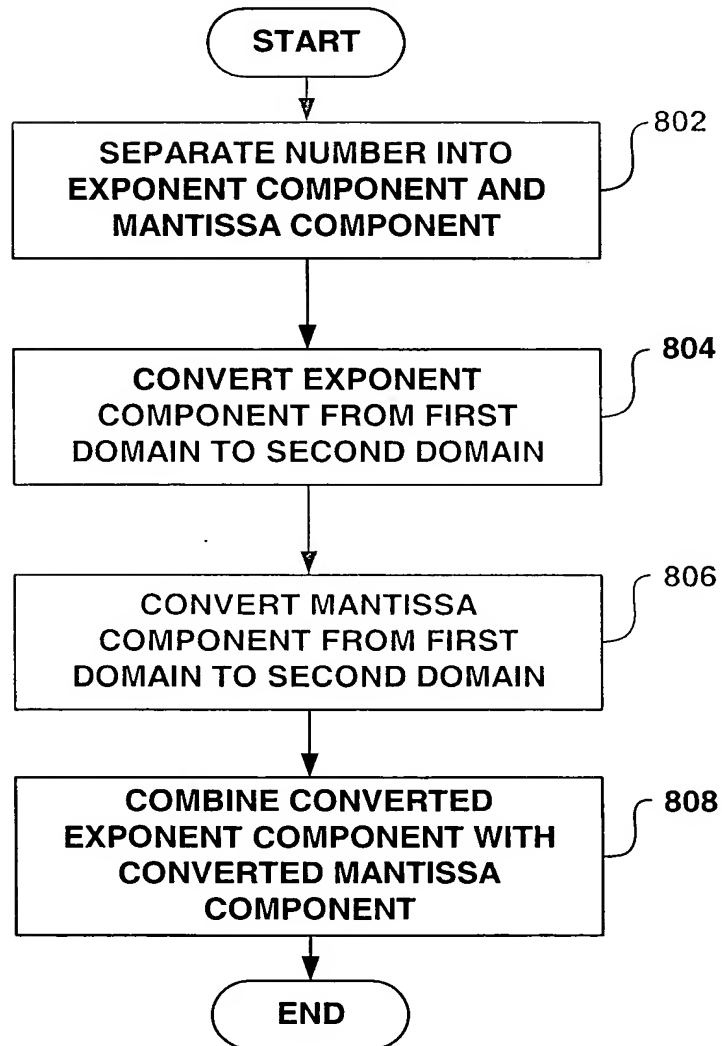 START
802
SEPARATE NUMBER INTO
EXPONENT COMPONENT AND
MANTISSA COMPONENT
804
CONVERT EXPONENT
COMPONENT FROM FIRST
DOMAIN TO SECOND DOMAIN
806
CONVERT MANTISSA
COMPONENT FROM FIRST
DOMAIN TO SECOND DOMAIN
808
COMBINE CONVERTED
EXPONENT COMPONENT WITH
CONVERTED MANTISSA
COMPONENT
END